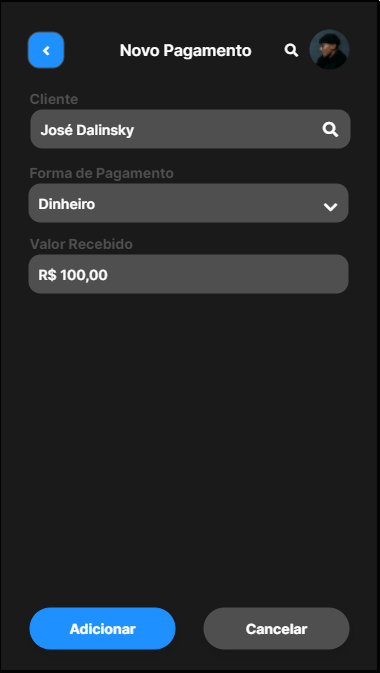 Novo Pagamento
Cliente
José Dalinsky
Forma de Pagamento
Dinheiro
Valor Recebido
R$ 100,00
Adicionar
Cancelar